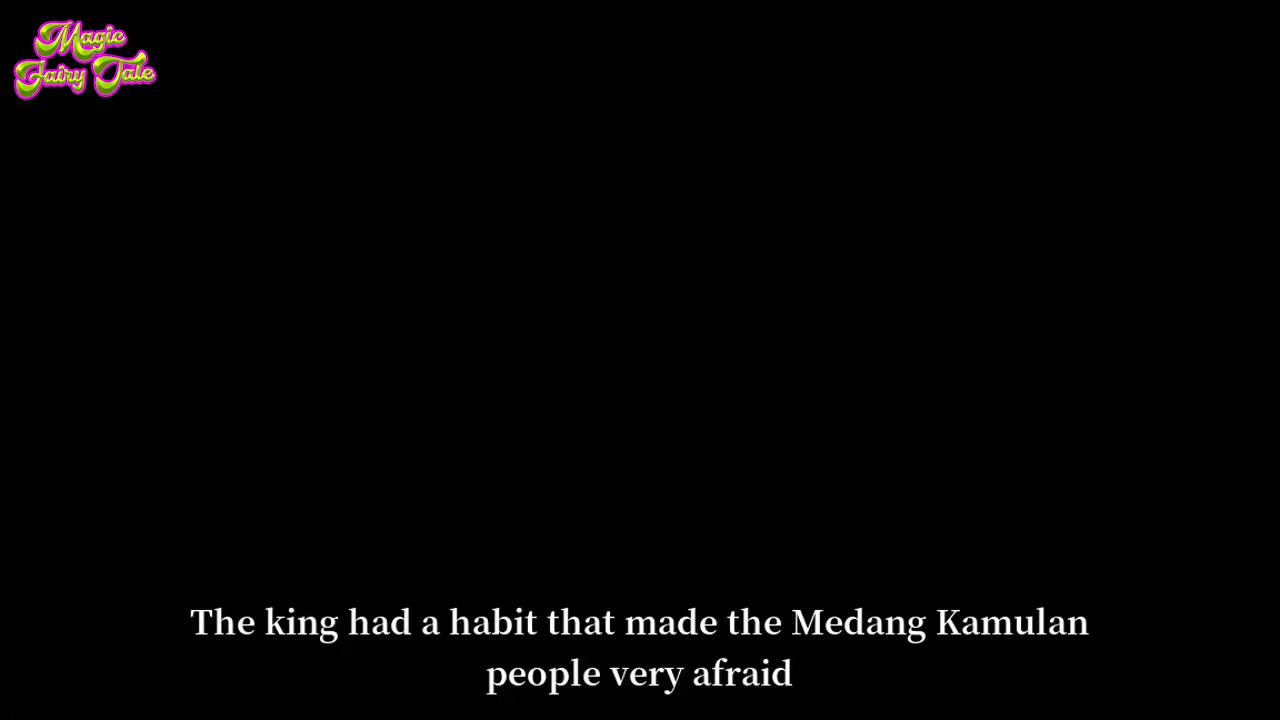 Magic
Fairy Tale
The king had a habit that made the Medang Kamulan
people very afraid